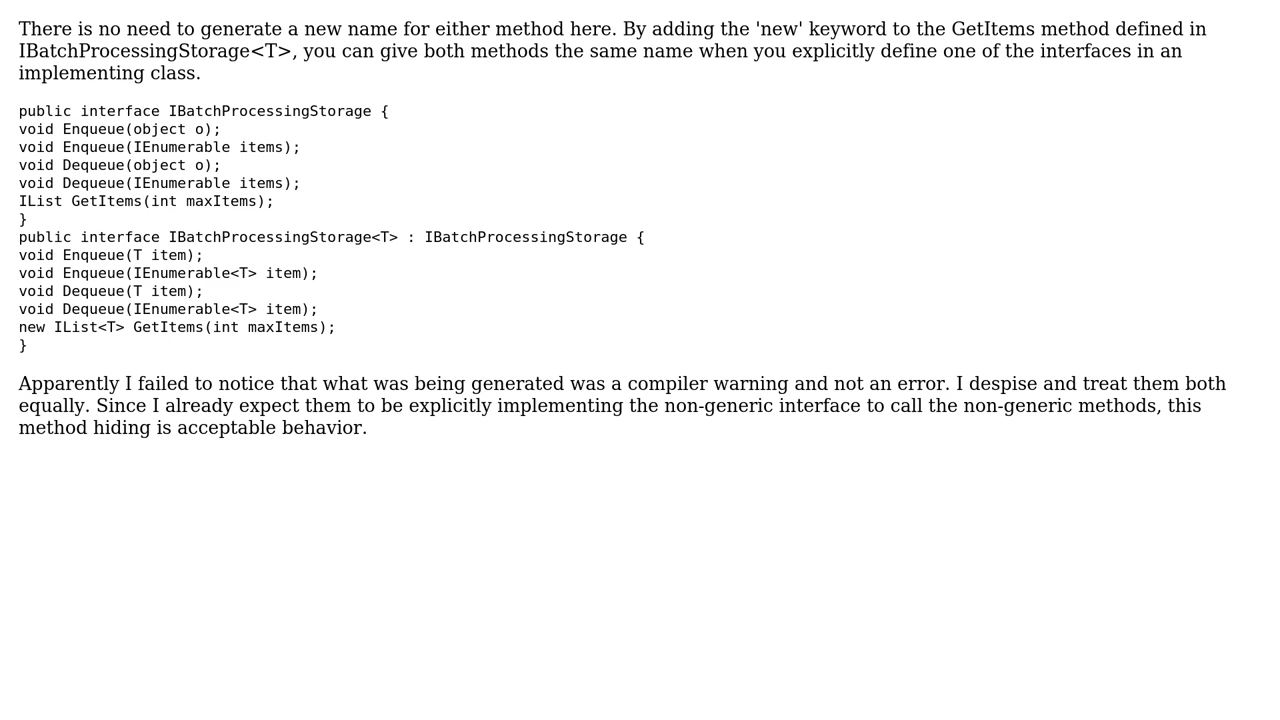 There is no need to generate a new name for either method here. By adding the 'new' keyword to the GetItems method defined in
IBatchProcessingStorage<T>, you can give both methods the same name when you explicitly define one of the interfaces in an
implementing class.
public interface IBatchProcessingStorage {
void Enqueue(object o);
void Enqueue(IEnumerable items);
void Dequeue(object o);
void Dequeue(IEnumerable items);
IList GetItems(int maxItems);
}
public interface IBatchProcessingStorage<T> : IBatchProcessingStorage {
void Enqueue(T item);
void Enqueue(IEnumerable<T> item);
void Dequeue(T item);
void Dequeue(IEnumerable<T> item);
new IList<T> GetItems(int maxItems);
}
Apparently I failed to notice that what was being generated was a compiler warning and not an error. I despise and treat them both
equally. Since I already expect them to be explicitly implementing the non-generic interface to call the non-generic methods, this
method hiding is acceptable behavior.